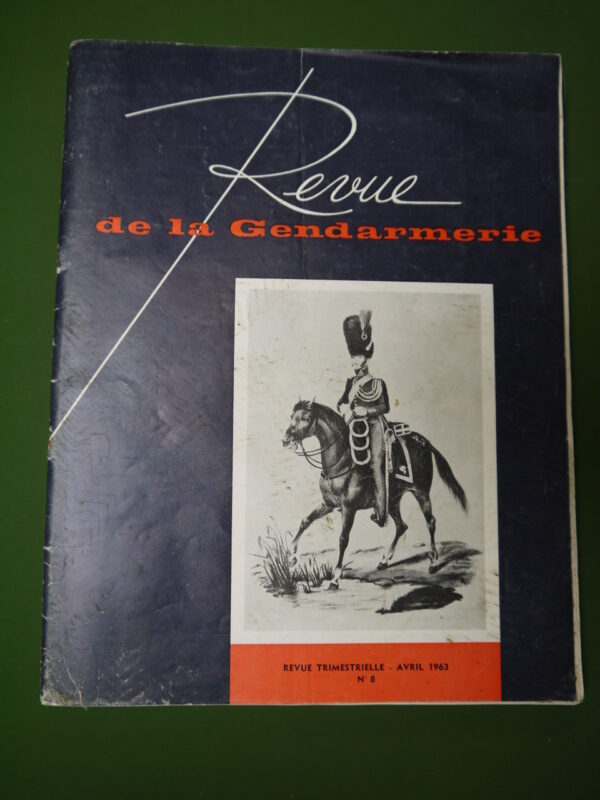 Revue
de la Gendarmerie
REVUE TRIMESTRIELLE - AVRIL 1963
N° 8